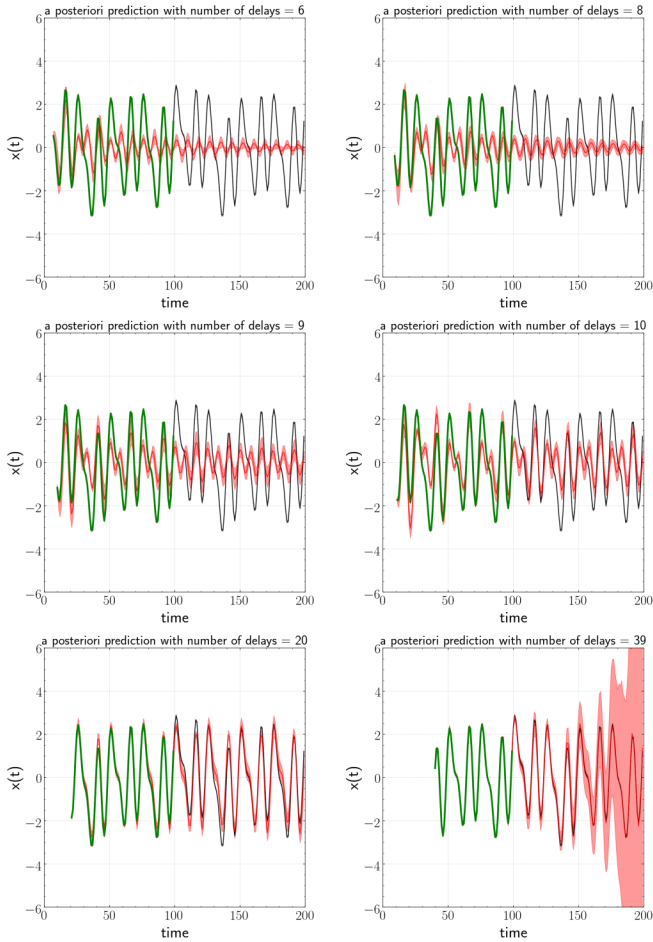 a posteriori prediction with number of delays = 6
6
4
2
0
−2
−4
−6
x(t)
0 50 100 150 200
time
a posteriori prediction with number of delays = 8
6
4
2
0
−2
−4
−6
x(t)
0 50 100 150 200
time
a posteriori prediction with number of delays = 9
6
4
2
0
−2
−4
−6
x(t)
0 50 100 150 200
time
a posteriori prediction with number of delays = 10
6
4
2
0
−2
−4
−6
x(t)
0 50 100 150 200
time
a posteriori prediction with number of delays = 20
6
4
2
0
−2
−4
−6
x(t)
0 50 100 150 200
time
a posteriori prediction with number of delays = 39
6
4
2
0
−2
−4
−6
x(t)
0 50 100 150 200
time